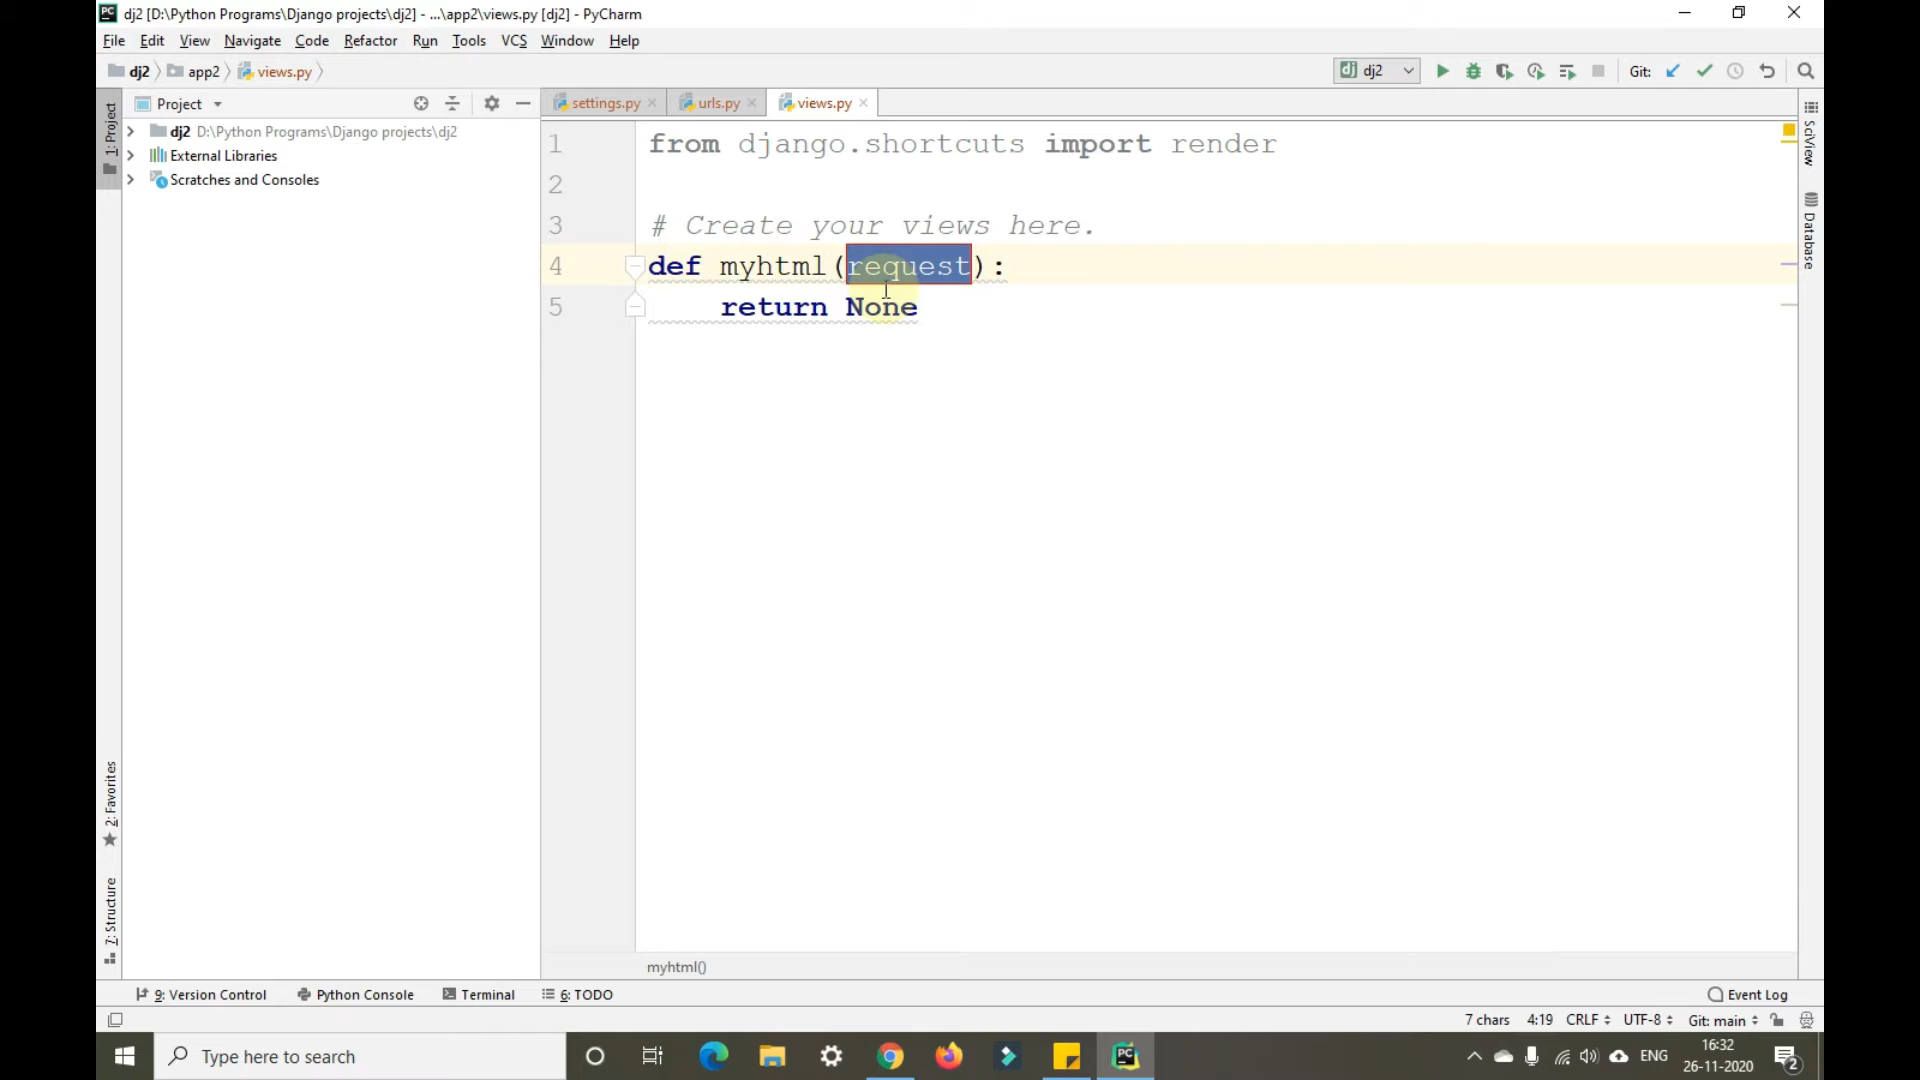 dj2 [D:\Python Programs\Django projects\dj2] - ...\app2\views.py [dj2] - PyCharm
File Edit View Navigate Code Refactor Run Tools VCS Window Help
dj2 app2 views.py dj dj2 Git:
1: Project
Project
settings.py urls.py views.py
dj2 D:\Python Programs\Django projects\dj2
External Libraries
Scratches and Consoles
1 from django.shortcuts import render
2
3 # Create your views here.
4 def myhtml(request):
5 return None
SciView
Database
2: Favorites
7: Structure
myhtml()
9: Version Control Python Console Terminal 6: TODO Event Log
7 chars 4:19 CRLF UTF-8 Git: main
Type here to search
PC
ENG
16:32
26-11-2020
2